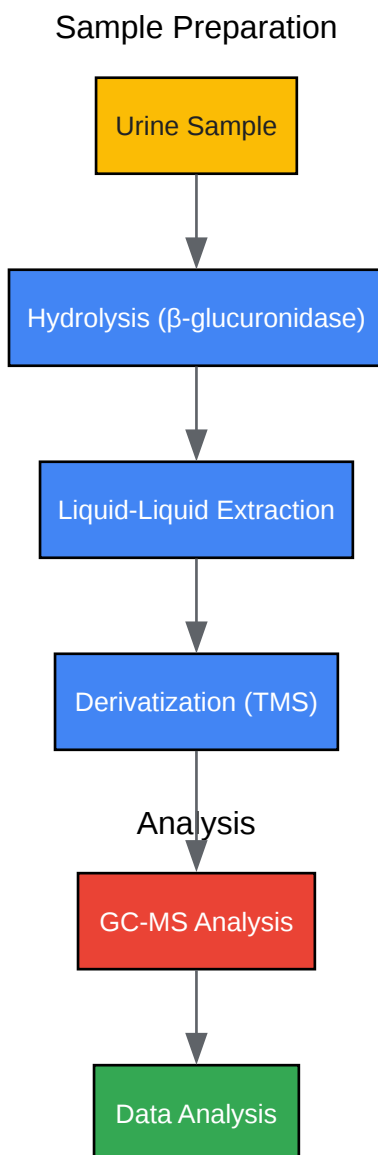 Sample Preparation
Urine Sample
Hydrolysis (β-glucuronidase)
Liquid-Liquid Extraction
Derivatization (TMS)
Analysis
GC-MS Analysis
Data Analysis